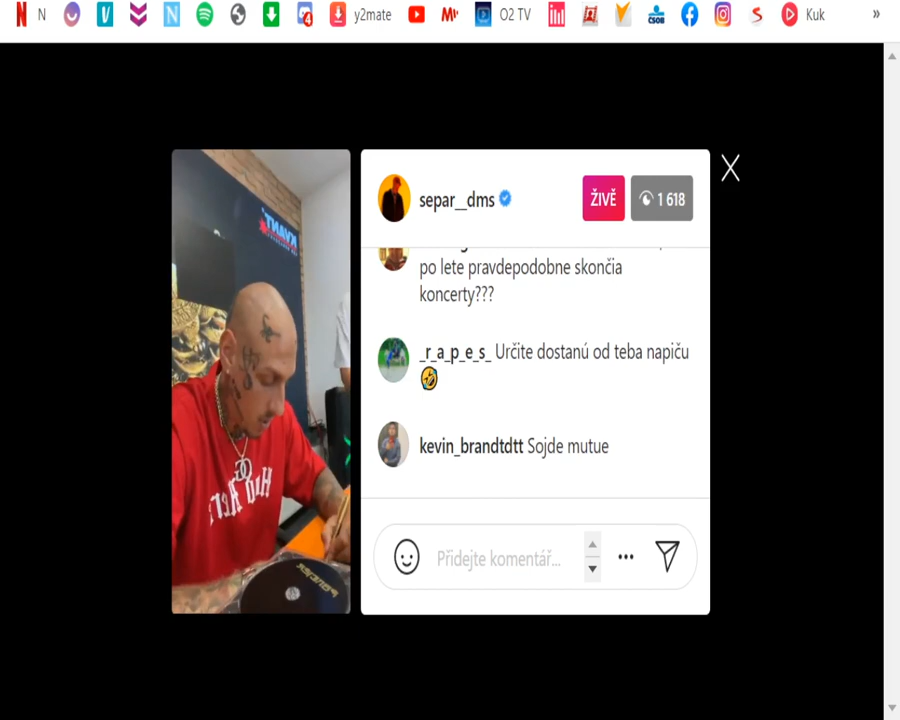 N y2mate O2 TV Kuk »
separ__dms ŽIVĚ 1 618
po lete pravdepodobne skončia
koncerty???
_r_a_p_e_s_ Určite dostanú od teba napiču
🤣
kevin_brandtdtt Sojde mutue
Přidejte komentář...